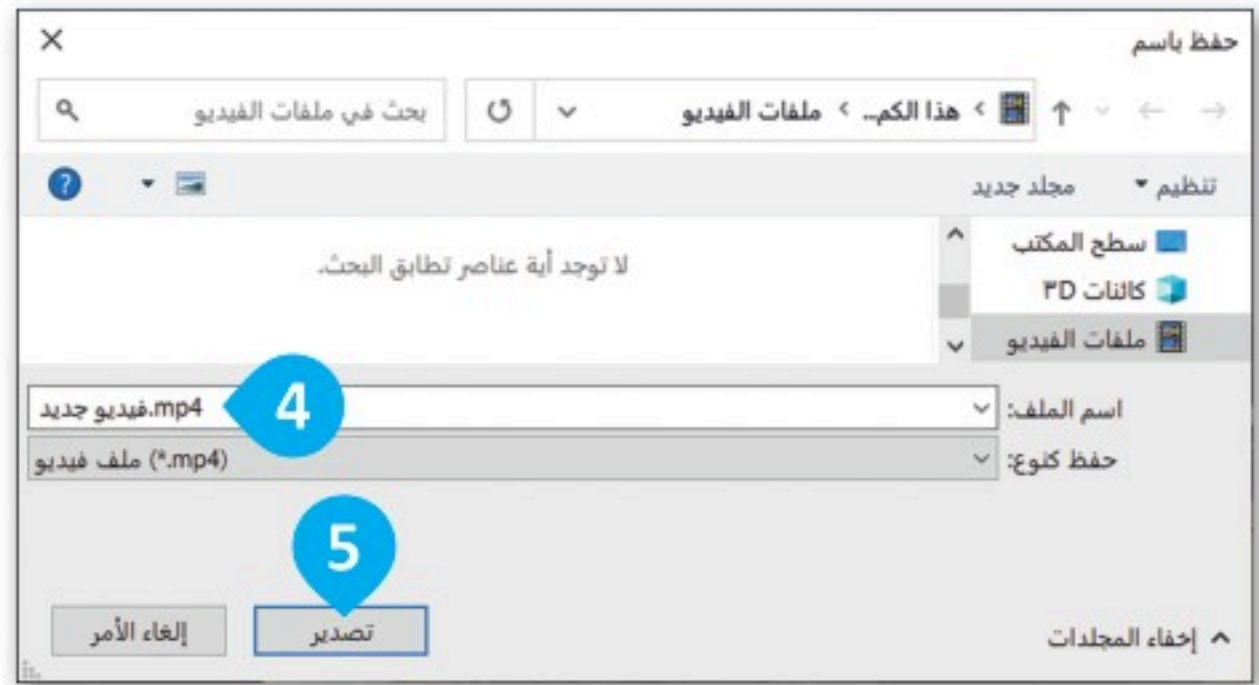 حفظ باسم
هذا الكم... › ملفات الفيديو
بحث في ملفات الفيديو
تنظيم
مجلد جديد
?
سطح المكتب
كائنات ٣D
ملفات الفيديو
لا توجد أية عناصر تطابق البحث.
اسم الملف:
فيديو جديد.mp4
4
حفظ كنوع:
ملف فيديو (*.mp4)
5
إخفاء المجلدات
تصدير
إلغاء الأمر